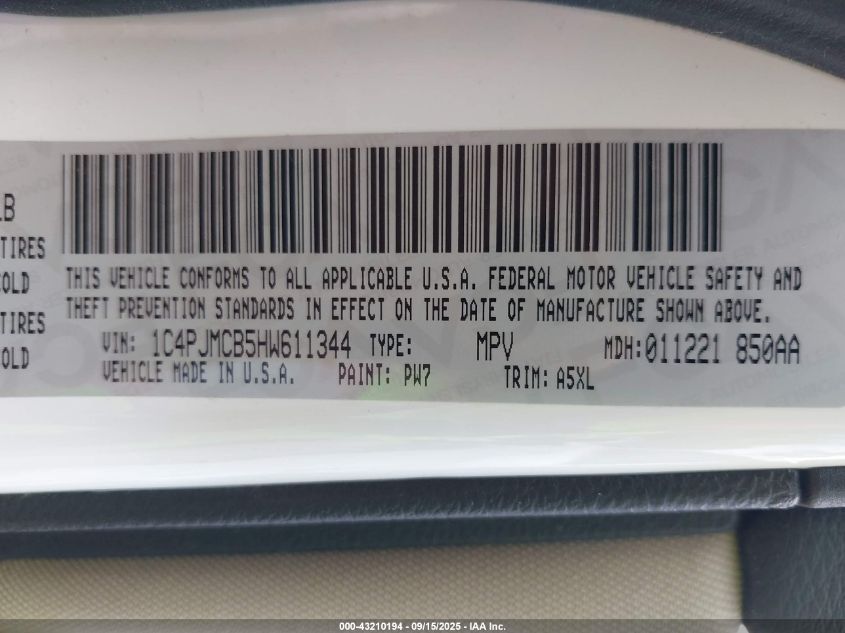 LB
TIRES
COLD
TIRES
COLD
THIS VEHICLE CONFORMS TO ALL APPLICABLE U.S.A. FEDERAL MOTOR VEHICLE SAFETY AND
THEFT PREVENTION STANDARDS IN EFFECT ON THE DATE OF MANUFACTURE SHOWN ABOVE.
VIN: 1C4PJMCB5HW611344 TYPE: MPV MDH:011221 850AA
VEHICLE MADE IN U.S.A. PAINT: PW7 TRIM: A5XL
000-43210194 - 09/15/2025 - IAA Inc.